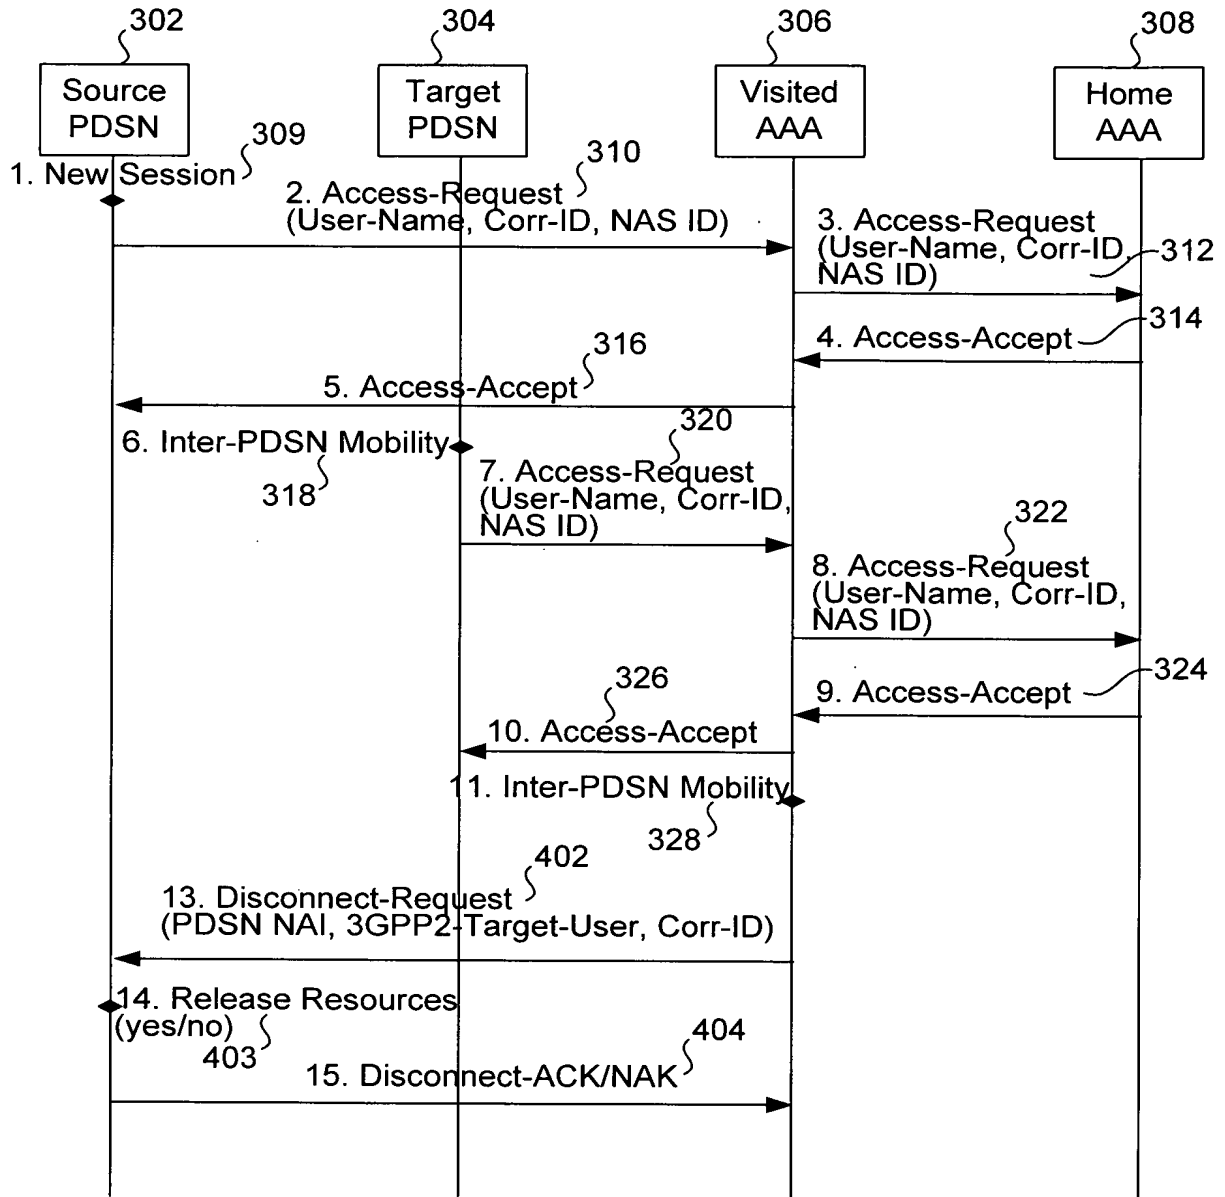 302
304
306
308
Source
PDSN
Target
PDSN
Visited
AAA
Home
AAA
309
1. New Session
310
2. Access-Request
(User-Name, Corr-ID, NAS ID)
3. Access-Request
(User-Name, Corr-ID,
NAS ID)
312
314
4. Access-Accept
316
5. Access-Accept
6. Inter-PDSN Mobility
318
320
7. Access-Request
(User-Name, Corr-ID,
NAS ID)
322
8. Access-Request
(User-Name, Corr-ID,
NAS ID)
324
9. Access-Accept
326
10. Access-Accept
11. Inter-PDSN Mobility
328
402
13. Disconnect-Request
(PDSN NAI, 3GPP2-Target-User, Corr-ID)
14. Release Resources
(yes/no)
403
404
15. Disconnect-ACK/NAK